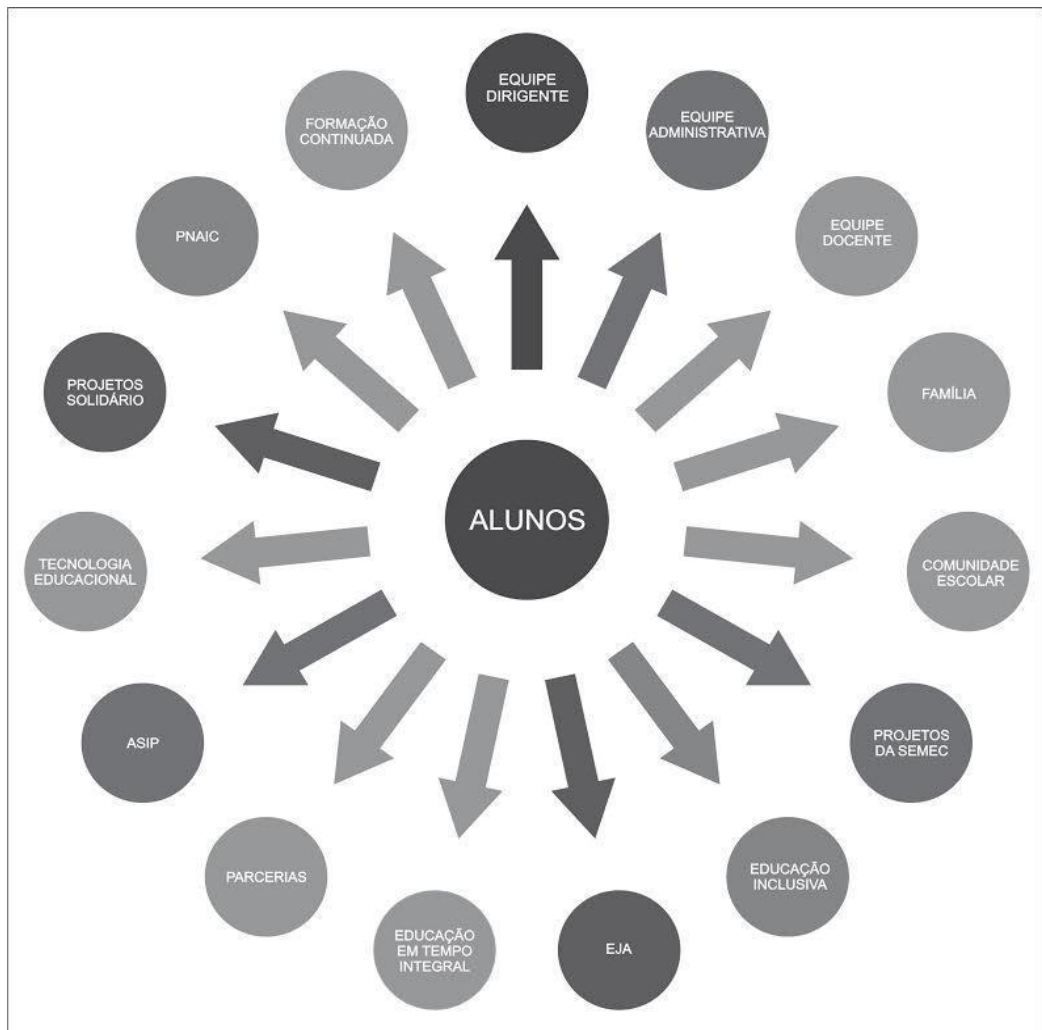 EQUIPE
DIRIGENTE
EQUIPE
ADMINISTRATIVA
EQUIPE
DOCENTE
FAMÍLIA
COMUNIDADE
ESCOLAR
PROJETOS
DA SEMEC
EDUCAÇÃO
INCLUSIVA
EJA
EDUCAÇÃO
EM TEMPO
INTEGRAL
PARCERIAS
ASIP
TECNOLOGIA
EDUCACIONAL
PROJETOS
SOLIDÁRIO
PNAIC
FORMAÇÃO
CONTINUADA
ALUNOS